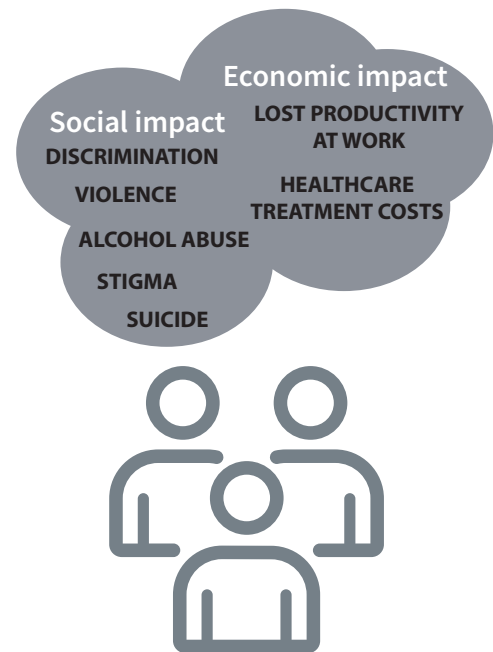 Social impact
DISCRIMINATION
VIOLENCE
ALCOHOL ABUSE
STIGMA
SUICIDE
Economic impact
LOST PRODUCTIVITY
AT WORK
HEALTHCARE
TREATMENT COSTS